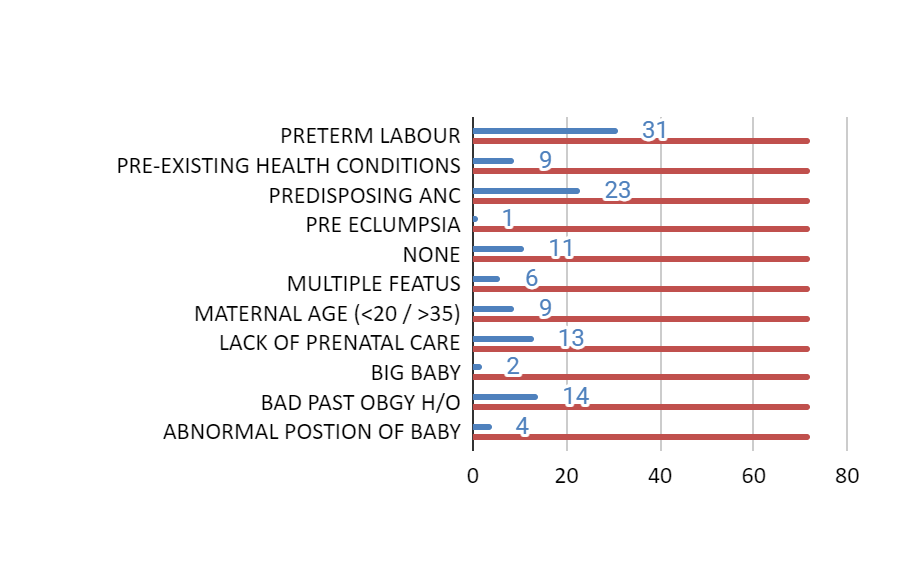 PRETERM LABOUR 31
PRE-EXISTING HEALTH CONDITIONS 9
PREDISPOSING ANC 23
PRE ECLUMPSIA 1
NONE 11
MULTIPLE FEATUS 6
MATERNAL AGE (<20 / >35) 9
LACK OF PRENATAL CARE 13
BIG BABY 2
BAD PAST OBGY H/O 14
ABNORMAL POSTION OF BABY 4
0 20 40 60 80